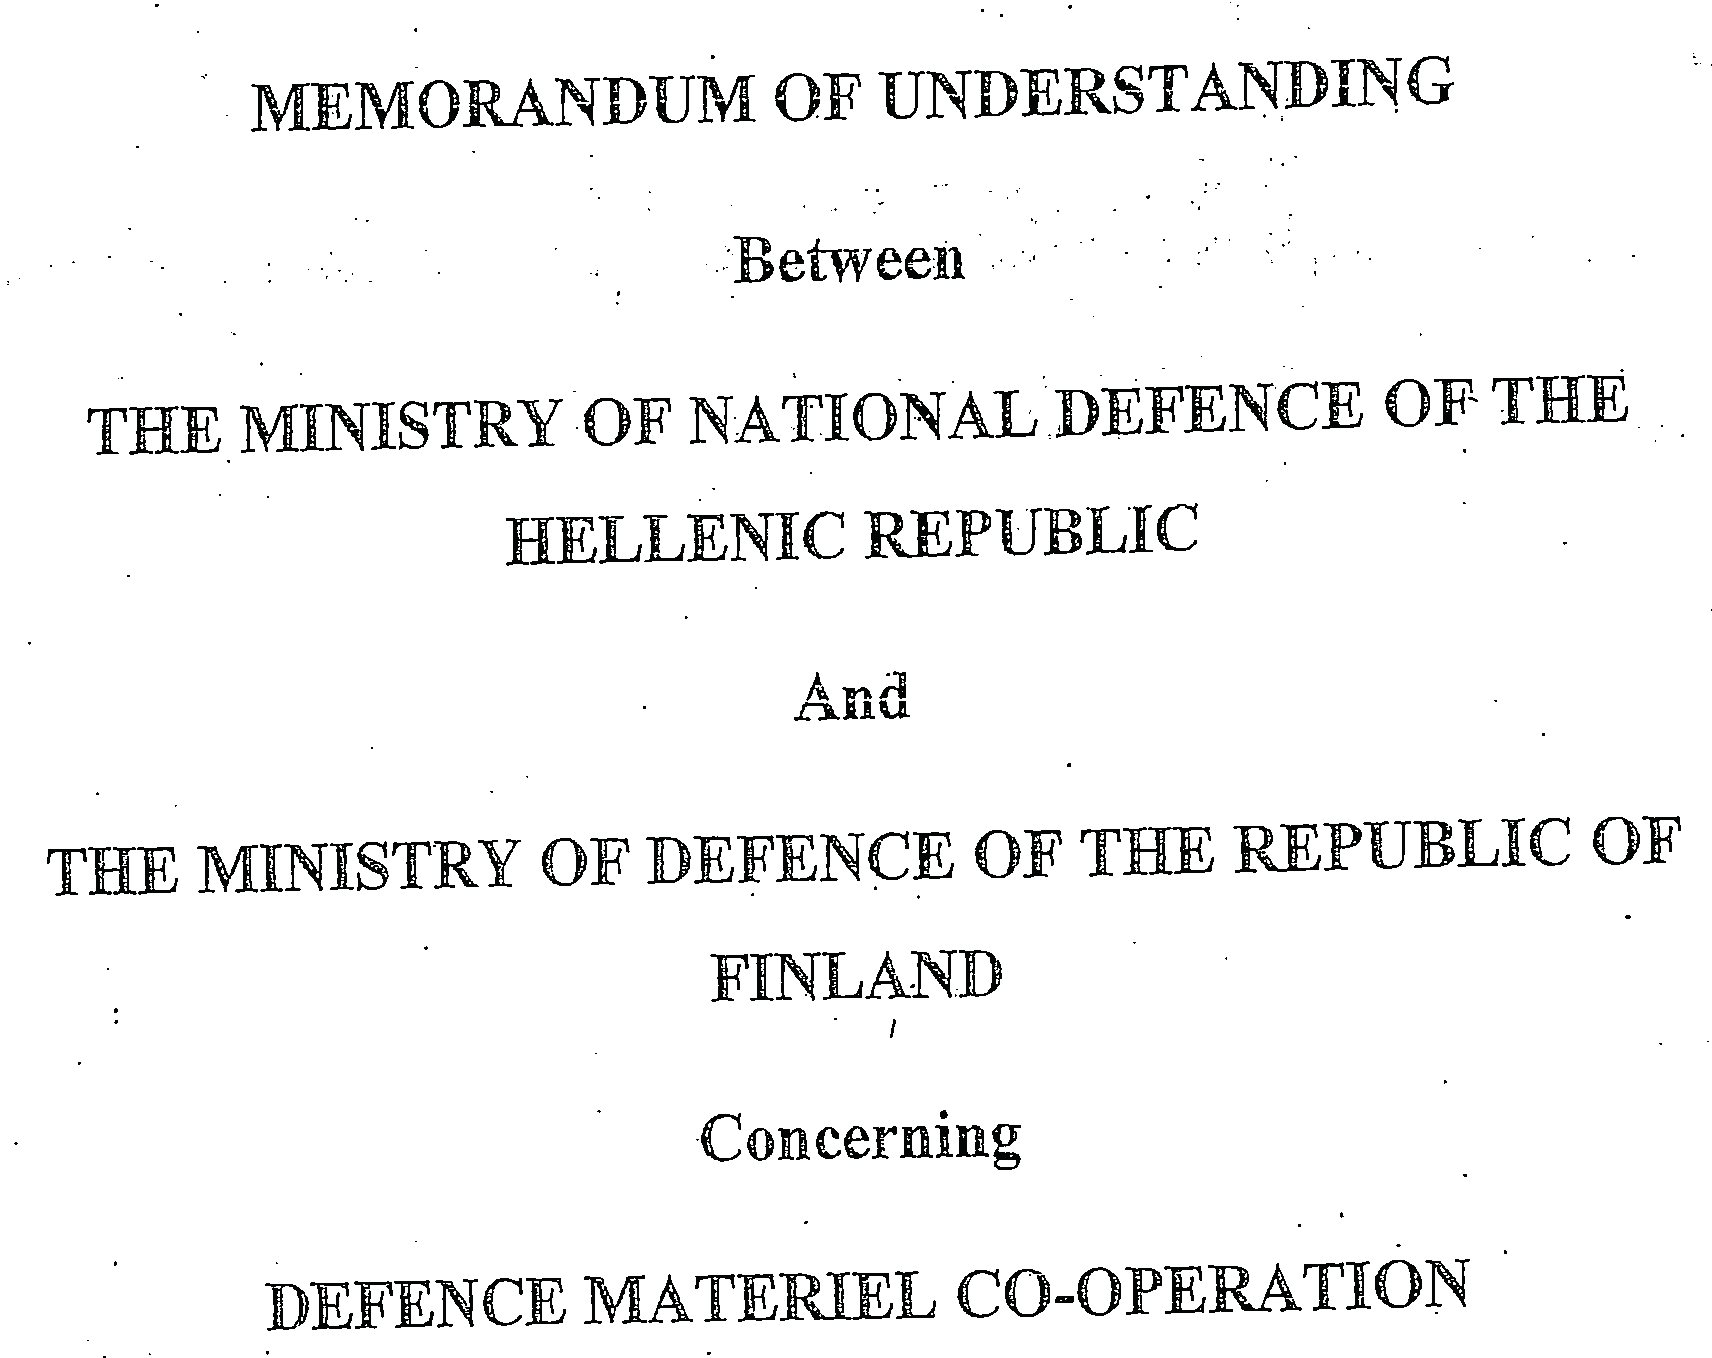 MEMORANDUM OF UNDERSTANDING
Between
THE MINISTRY OF NATIONAL DEFENCE OF THE
HELLENIC REPUBLIC
And
THE MINISTRY OF DEFENCE OF THE REPUBLIC OF
FINLAND
Concerning
DEFENCE MATERIEL CO-OPERATION